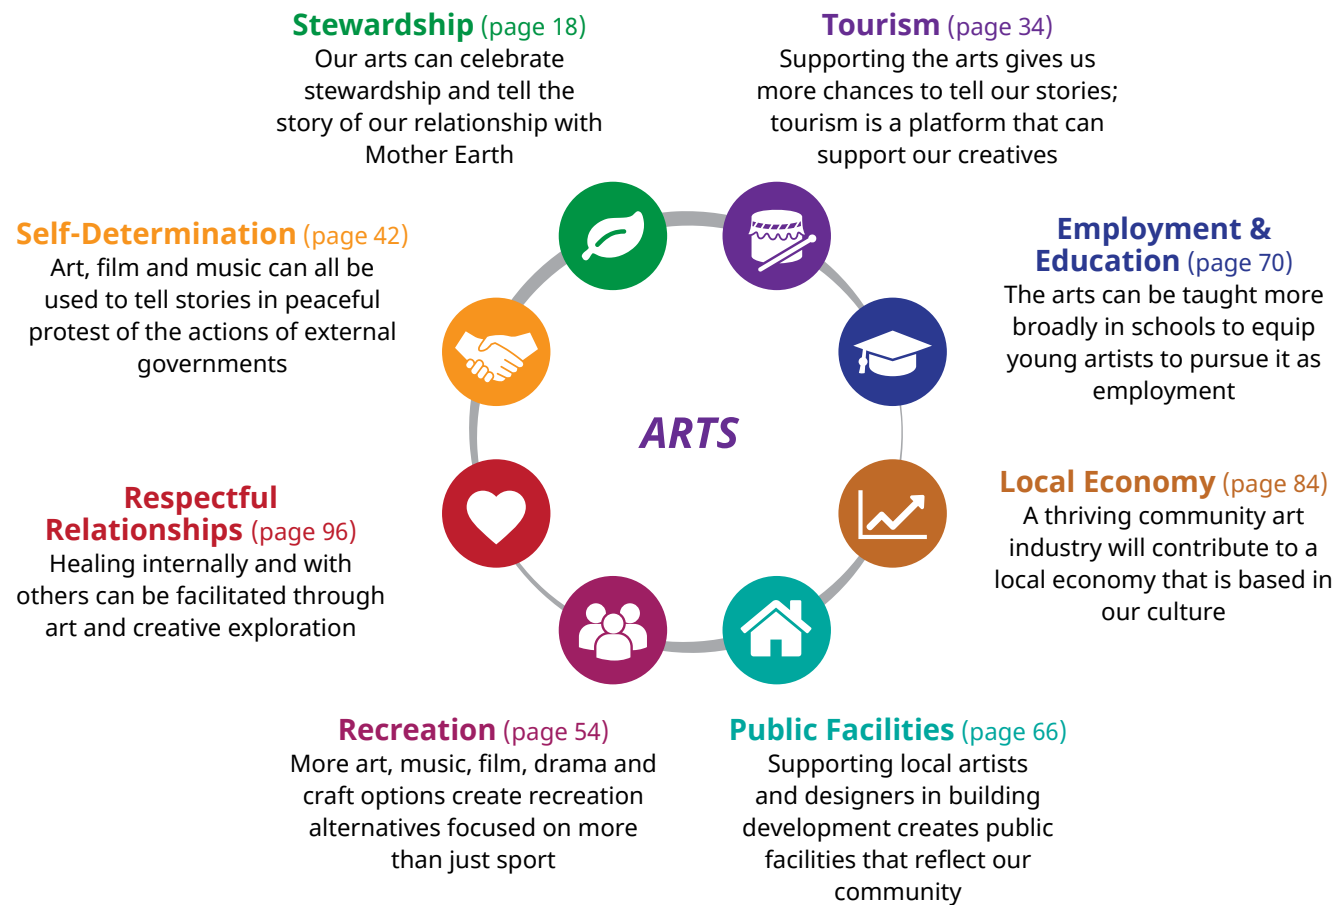 Stewardship (page 18)
Our arts can celebrate
stewardship and tell the
story of our relationship with
Mother Earth
Tourism (page 34)
Supporting the arts gives us
more chances to tell our stories;
tourism is a platform that can
support our creatives
Self-Determination (page 42)
Art, film and music can all be
used to tell stories in peaceful
protest of the actions of external
governments
Employment &
Education (page 70)
The arts can be taught more
broadly in schools to equip
young artists to pursue it as
employment
ARTS
Respectful
Relationships (page 96)
Healing internally and with
others can be facilitated through
art and creative exploration
Local Economy (page 84)
A thriving community art
industry will contribute to a
local economy that is based in
our culture
Recreation (page 54)
More art, music, film, drama and
craft options create recreation
alternatives focused on more
than just sport
Public Facilities (page 66)
Supporting local artists
and designers in building
development creates public
facilities that reflect our
community